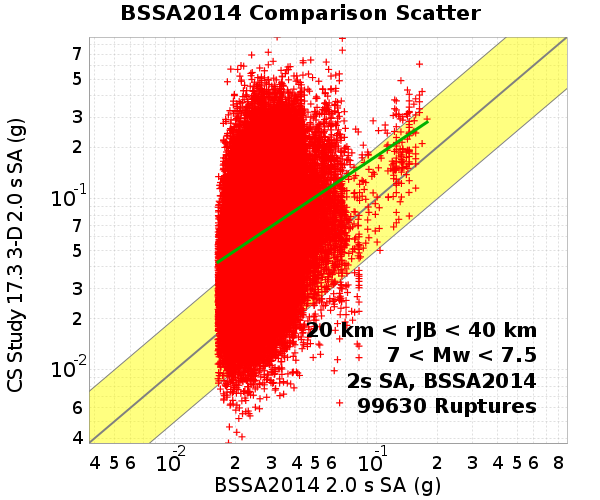 BSSA2014 Comparison Scatter
CS Study 17.3 3-D 2.0 s SA (g)
7
5
3
2
10-1
7
5
3
2
10-2
6
4
20 km < rJB < 40 km
7 < Mw < 7.5
2s SA, BSSA2014
99630 Ruptures
4 5 6 10-2 2 3 4 5 6 10-1 2 3 4 5 6 8
BSSA2014 2.0 s SA (g)